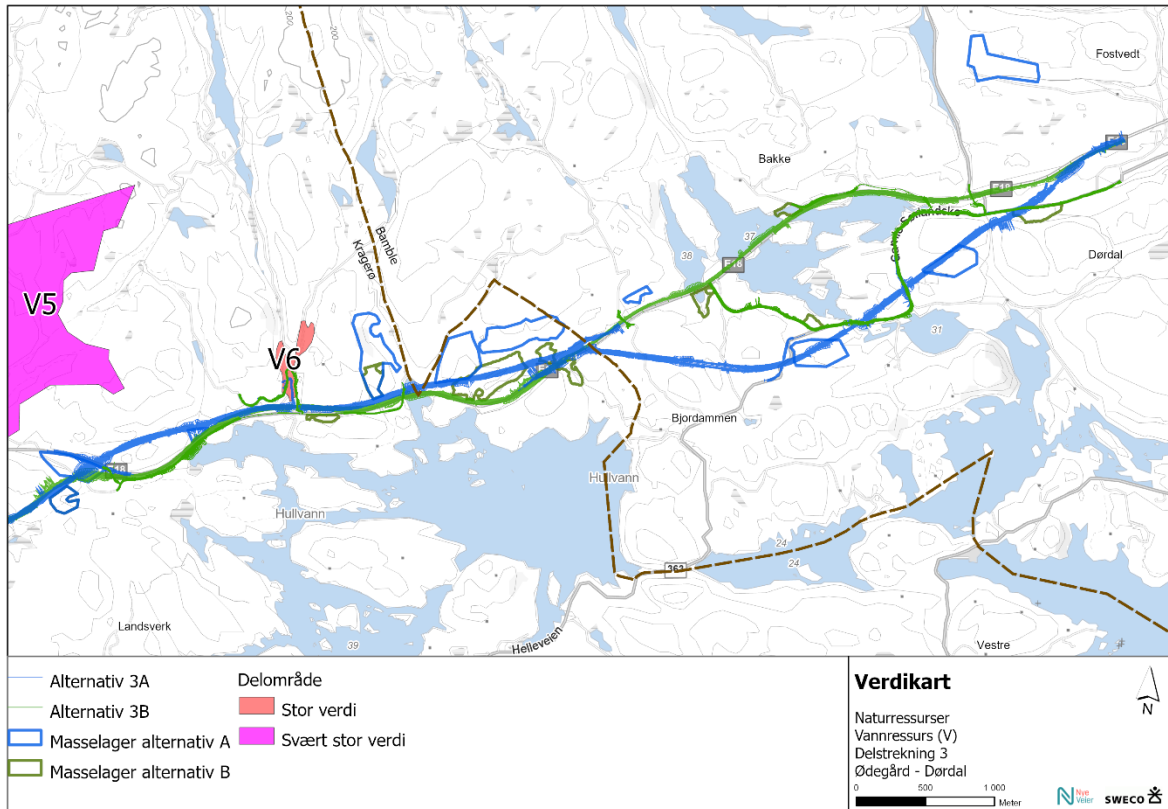 200
200
Fostvedt
Bakke
E18
Bamble
Kragerø
37
38
E18
Gamle Sørlandske
Dørdal
V5
31
V6
Bjordammen
Hullvann
Hullvann
24
24
363
Landsverk
39
Helleveien
Vestre
Alternativ 3A
Alternativ 3B
Masselager alternativ A
Masselager alternativ B
Delområde
Stor verdi
Svært stor verdi
Verdikart
Naturressurser
Vannressurs (V)
Delstrekning 3
Ødegård - Dørdal
0 500 1 000
Meter
N
Nye
Veier
SWECO